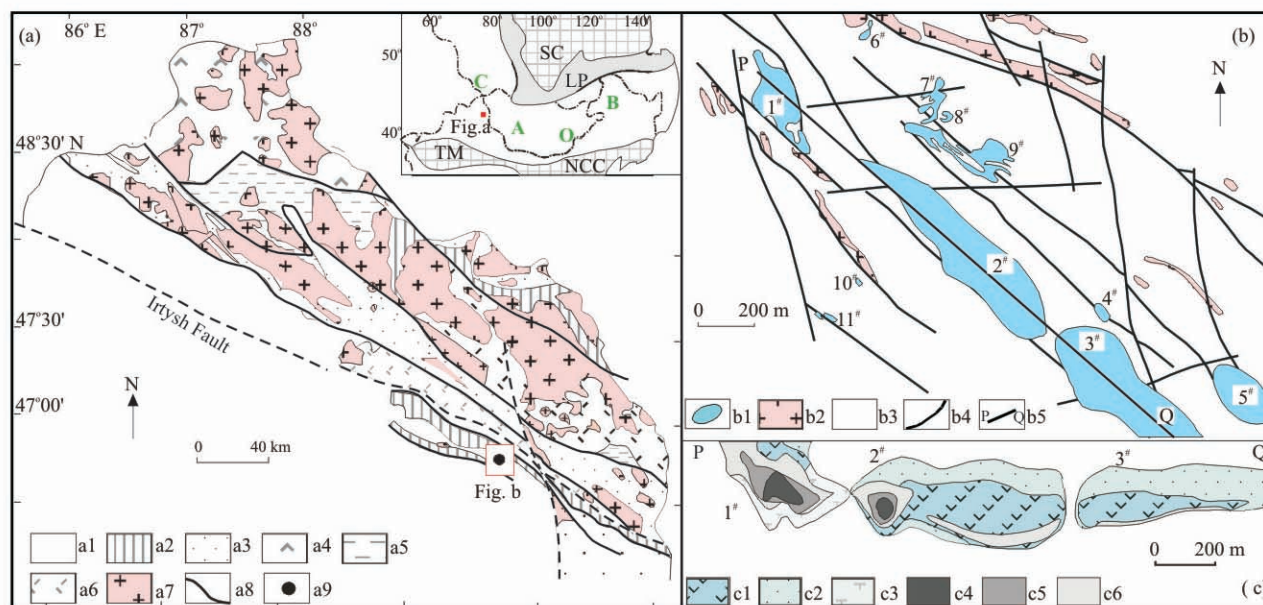 (a)
86° E
87°
88°
60°
80°
100°
120°
140°
50°
40°
SC
LP
C
B
A
O
Fig.a
TM
NCC
48°30' N
47°30'
47°00'
Irtysh Fault
N
0 40 km
Fig. b
a1 a2 a3 a4 a5
a6 a7 a8 a9
(b)
N
P
6#
7#
1#
8#
9#
2#
10#
4#
11#
3#
5#
0 200 m
Q
b1 b2 b3 b4 P Q b5
P
2#
3#
Q
1#
0 200 m
c1 c2 c3 c4 c5 c6
( c)